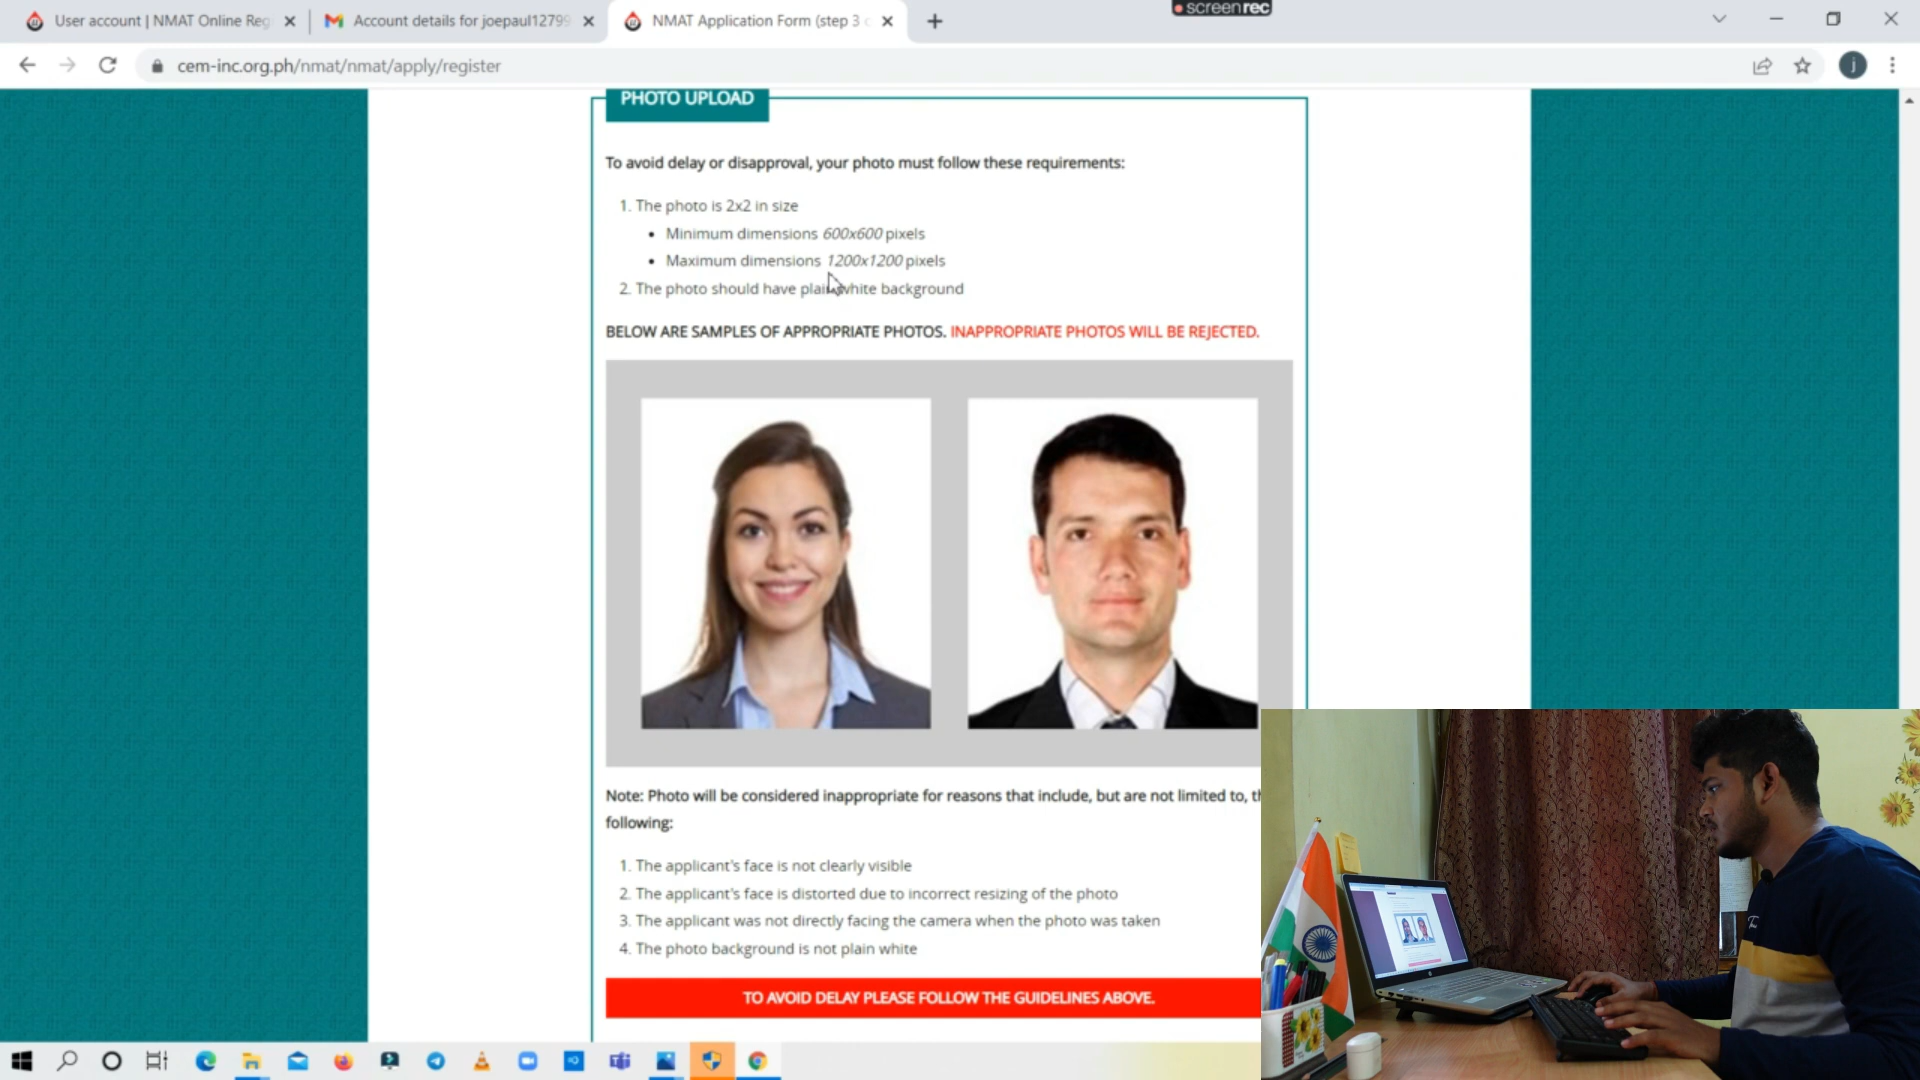 User account | NMAT Online Reg
Account details for joepaul12799
NMAT Application Form (step 3
screenrec
cem-inc.org.ph/nmat/nmat/apply/register
j
PHOTO UPLOAD
To avoid delay or disapproval, your photo must follow these requirements:
1. The photo is 2x2 in size
• Minimum dimensions 600x600 pixels
• Maximum dimensions 1200x1200 pixels
2. The photo should have plain white background
BELOW ARE SAMPLES OF APPROPRIATE PHOTOS. INAPPROPRIATE PHOTOS WILL BE REJECTED.
Note: Photo will be considered inappropriate for reasons that include, but are not limited to, th
following:
1. The applicant's face is not clearly visible
2. The applicant's face is distorted due to incorrect resizing of the photo
3. The applicant was not directly facing the camera when the photo was taken
4. The photo background is not plain white
TO AVOID DELAY PLEASE FOLLOW THE GUIDELINES ABOVE.